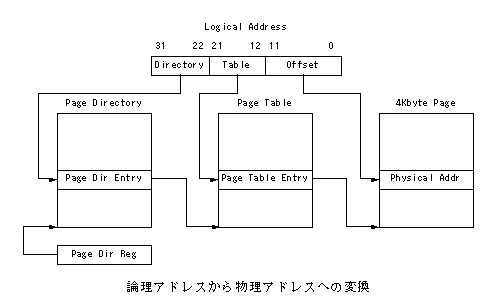 Logical Address
31 22 21 12 11 0
Directory Table Offset
Page Directory Page Table 4Kbyte Page
Page Dir Entry Page Table Entry Physical Addr
Page Dir Reg
論理アドレスから物理アドレスへの変換